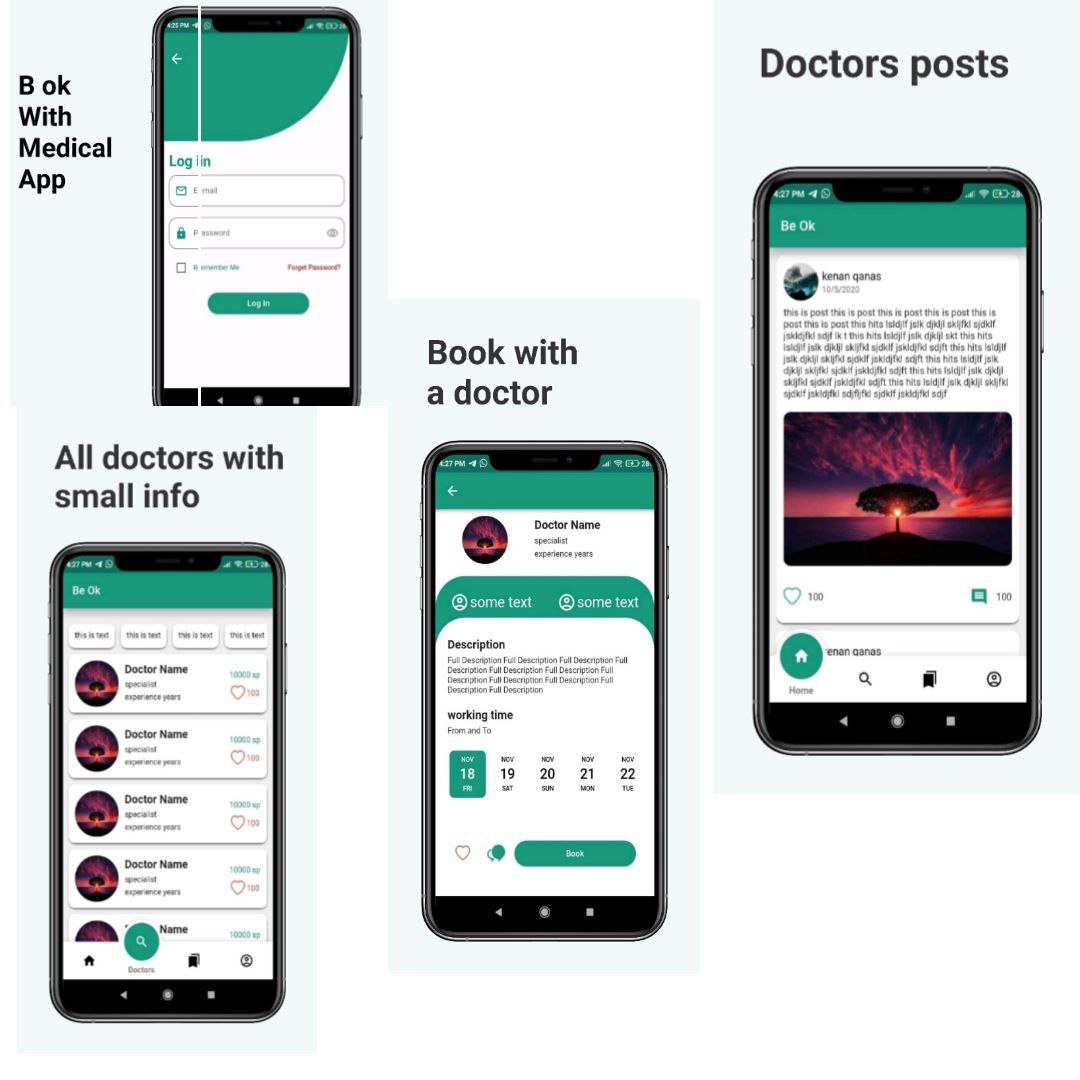 B ok
With
Medical
App
4:25 PM
Log in
E-mail
Password
Remember Me
Forget Password?
Log In
All doctors with
small info
4:27 PM
28
Be Ok
this is text
this is text
this is text
this is text
Doctor Name
specialist
experience years
10000 sp
100
Doctor Name
specialist
experience years
10000 sp
100
Doctor Name
specialist
experience years
10000 sp
100
Doctor Name
specialist
experience years
10000 sp
100
Name
10000 sp
Doctors
Book with
a doctor
4:27 PM
28
Doctor Name
specialist
experience years
some text
some text
Description
Full Description Full Description Full Description Full
Description Full Description Full Description Full
Description Full Description Full Description Full
Description Full Description
working time
From and To
NOV
18
FRI
NOV
19
SAT
NOV
20
SUN
NOV
21
MON
NOV
22
TUE
Book
Doctors posts
4:27 PM
28
Be Ok
kenan qanas
10/5/2020
this is post this is post this is post this is post this is
post this is post this hits lsldjlf jslk djkljl skljfkl sjdklf
jskldjfkl sdjf lk t this hits lsldjlf jslk djkljl skt this hits
lsldjlf jslk djkljl skljfkl sjdklf jskldjfkl sdjft this hits lsldjlf
jslk djkljl skljfkl sjdklf jskldjfkl sdjft this hits lsldjlf jslk
djkljl skljfkl sjdklf jskldjfkl sdjft this hits lsldjlf jslk djkljl
skljfkl sjdklf jskldjfkl sdjft this hits lsldjlf jslk djkljl skljfkl
sjdklf jskldjfkl sdjfljfkl sjdklf jskldjfkl sdjf
100
100
enan qanas
Home